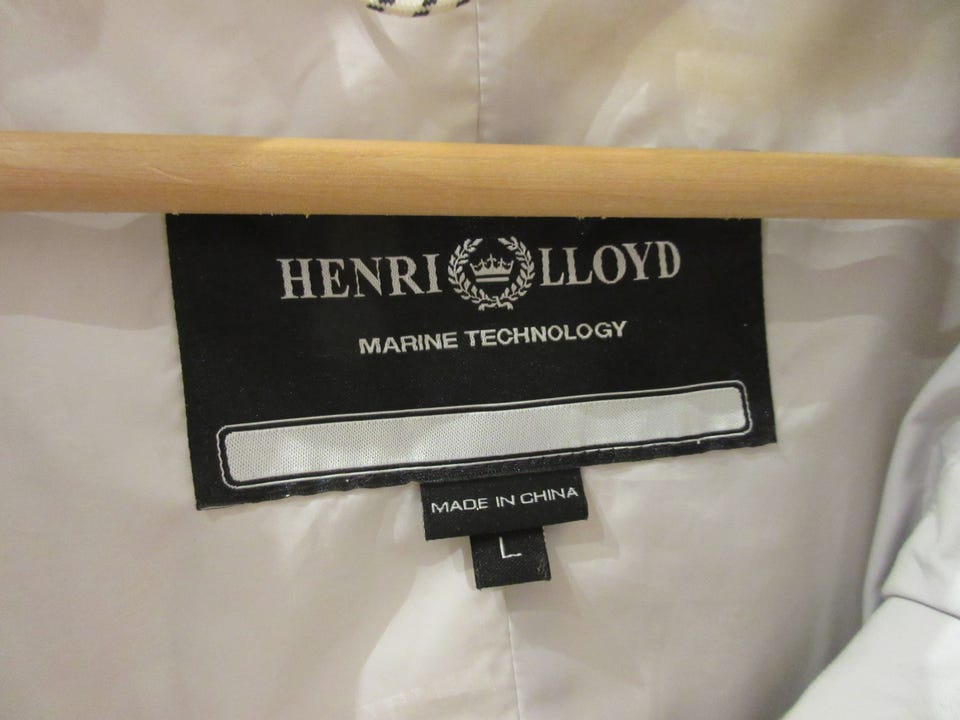 HENRI LLOYD
MARINE TECHNOLOGY
MADE IN CHINA
L